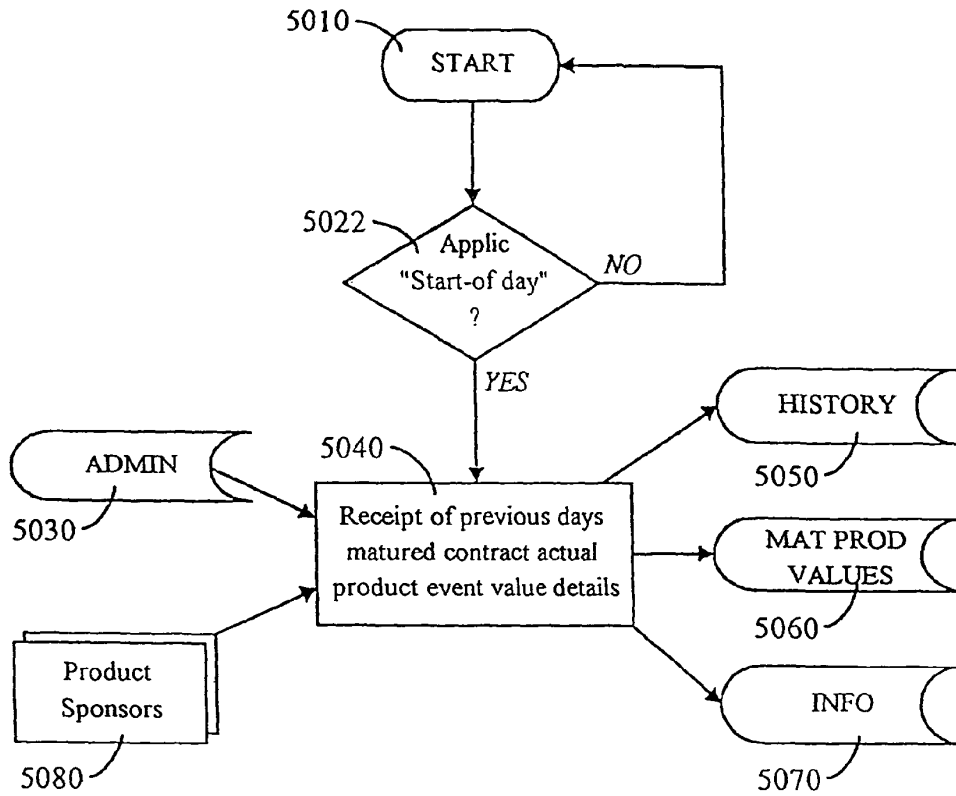 5010
START
5022
Applic
"Start-of day"
?
NO
YES
HISTORY
5050
ADMIN
5030
5040
Receipt of previous days
matured contract actual
product event value details
MAT PROD
VALUES
5060
Product
Sponsors
5080
INFO
5070